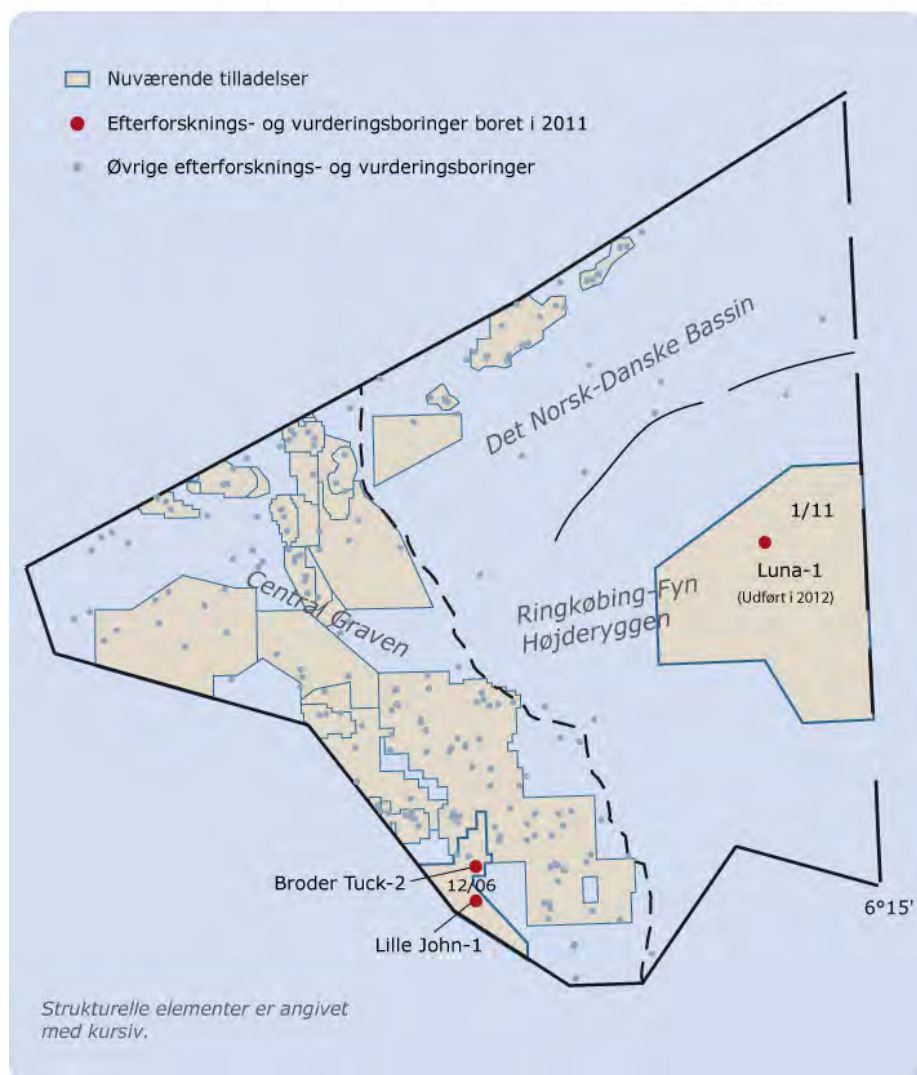 Nuværende tilladelser
Efterforsknings- og vurderingsboringer boret i 2011
Øvrige efterforsknings- og vurderingsboringer
Det Norsk-Danske Bassin
1/11
Luna-1
(Udført i 2012)
Central Graven
Ringkøbing-Fyn
Højderyggen
Broder Tuck-2
12/06
Lille John-1
6°15'
Strukturelle elementer er angivet
med kursiv.